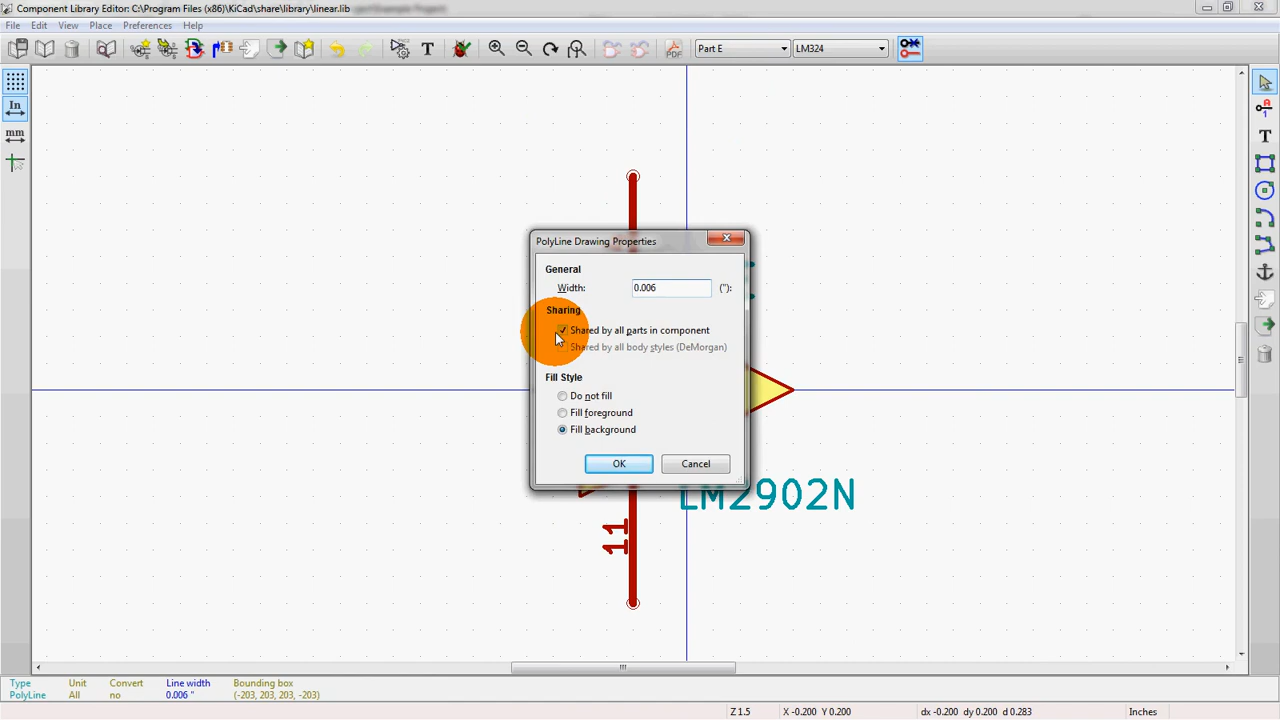 Component Library Editor: C:\Program Files (x86)\KiCad\share\library\linear.lib
File Edit View Place Preferences Help
T PDF Part E LM324
In
mm
A
1
T
PolyLine Drawing Properties
General
Width: 0.006 ("):
Sharing
Shared by all parts in component
Shared by all body styles (DeMorgan)
Fill Style
Do not fill
Fill foreground
Fill background
OK Cancel
LM2902N
11
Type Unit Convert Line width Bounding box
PolyLine All no 0.006 " (-203, 203, 203, -203)
Z 1.5 X -0.200 Y 0.200 dx -0.200 dy 0.200 d 0.283 Inches